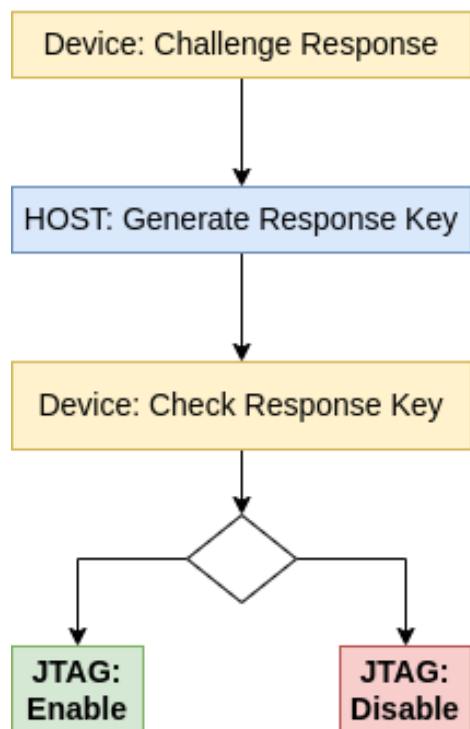 Device: Challenge Response
HOST: Generate Response Key
Device: Check Response Key
JTAG:
Enable
JTAG:
Disable